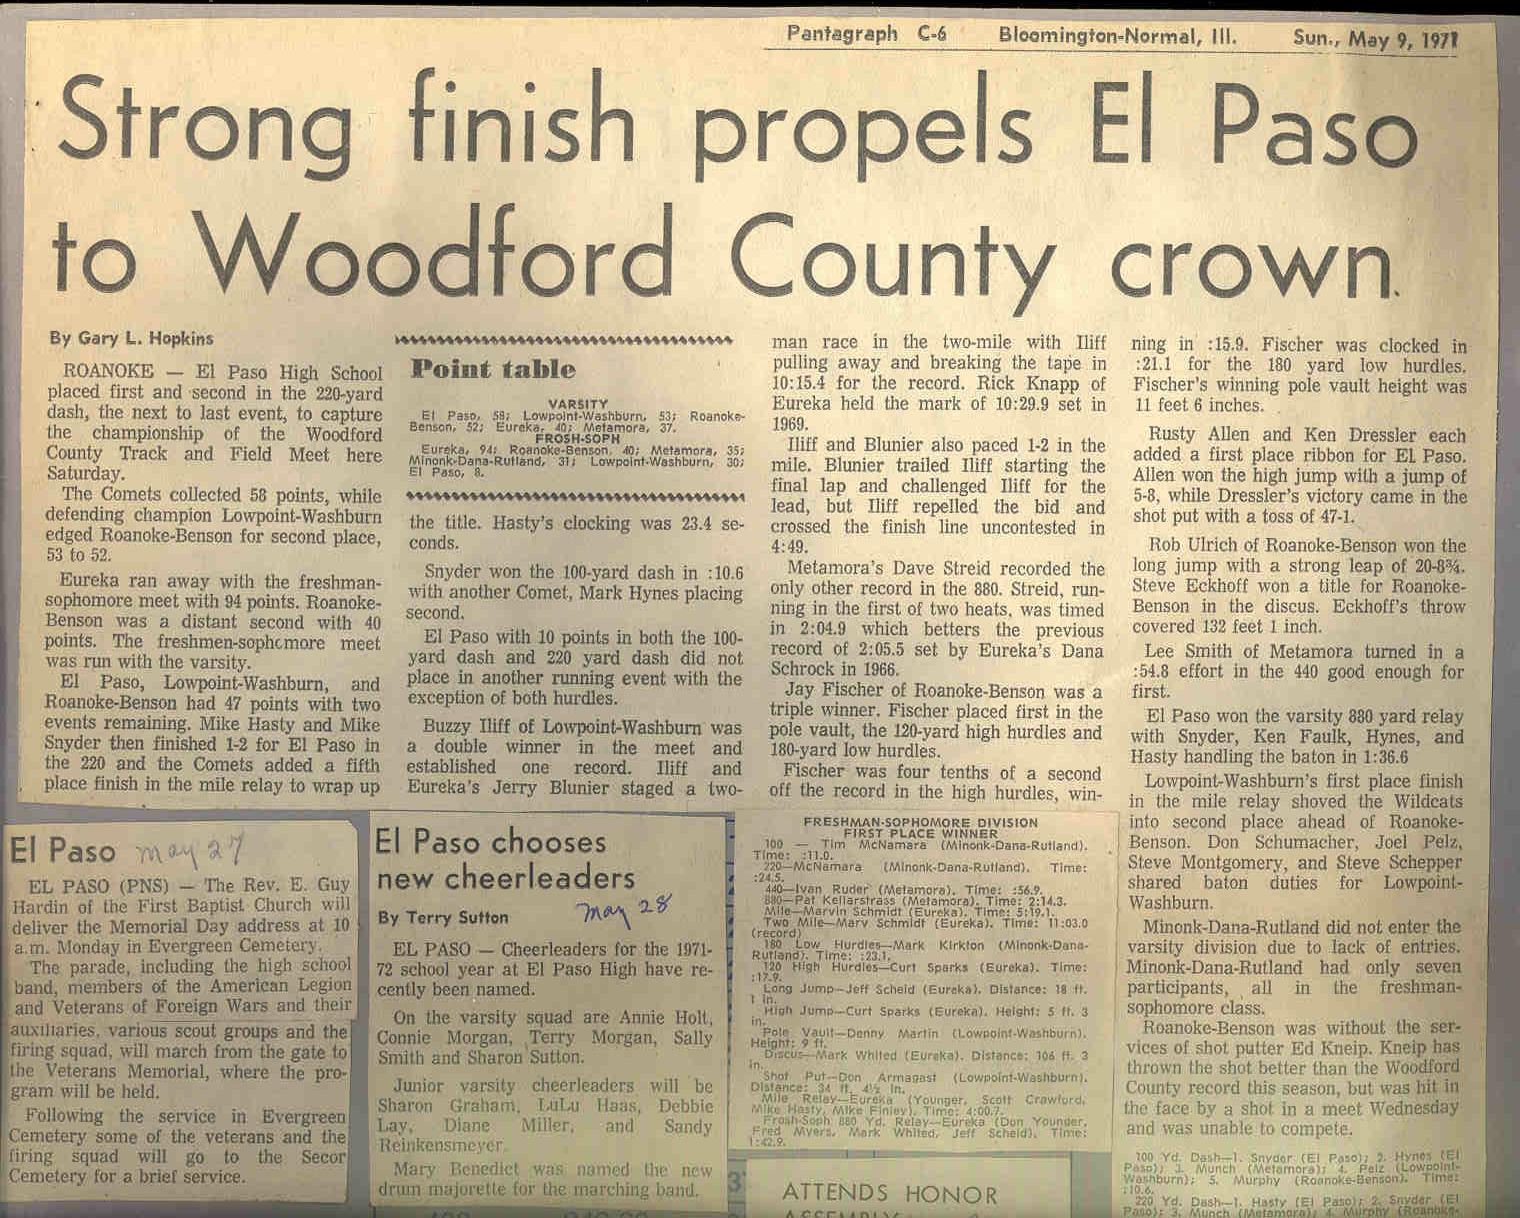 Pantagraph C-6 Bloomington-Normal, Ill. Sun., May 9, 1971
Strong finish propels El Paso
to Woodford County crown.
By Gary L. Hopkins
ROANOKE — El Paso High School
placed first and second in the 220-yard
dash, the next to last event, to capture
the championship of the Woodford
County Track and Field Meet here
Saturday.
The Comets collected 58 points, while
defending champion Lowpoint-Washburn
edged Roanoke-Benson for second place,
53 to 52.
Eureka ran away with the freshman-
sophomore meet with 94 points. Roanoke-
Benson was a distant second with 40
points. The freshmen-sophomore meet
was run with the varsity.
El Paso, Lowpoint-Washburn, and
Roanoke-Benson had 47 points with two
events remaining. Mike Hasty and Mike
Snyder then finished 1-2 for El Paso in
the 220 and the Comets added a fifth
place finish in the mile relay to wrap up
Point table
VARSITY
El Paso, 58; Lowpoint-Washburn, 53; Roanoke-
Benson, 52; Eureka, 40; Metamora, 37.
FROSH-SOPH
Eureka, 94; Roanoke-Benson, 40; Metamora, 35;
Minonk-Dana-Rutland, 31; Lowpoint-Washburn, 30;
El Paso, 8.
the title. Hasty's clocking was 23.4 se-
conds.
Snyder won the 100-yard dash in :10.6
with another Comet, Mark Hynes placing
second.
El Paso with 10 points in both the 100-
yard dash and 220 yard dash did not
place in another running event with the
exception of both hurdles.
Buzzy Iliff of Lowpoint-Washburn was
a double winner in the meet and
established one record. Iliff and
Eureka's Jerry Blunier staged a two-
man race in the two-mile with Iliff
pulling away and breaking the tape in
10:15.4 for the record. Rick Knapp of
Eureka held the mark of 10:29.9 set in
1969.
Iliff and Blunier also paced 1-2 in the
mile. Blunier trailed Iliff starting the
final lap and challenged Iliff for the
lead, but Iliff repelled the bid and
crossed the finish line uncontested in
4:49.
Metamora's Dave Streid recorded the
only other record in the 880. Streid, run-
ning in the first of two heats, was timed
in 2:04.9 which betters the previous
record of 2:05.5 set by Eureka's Dana
Schrock in 1966.
Jay Fischer of Roanoke-Benson was a
triple winner. Fischer placed first in the
pole vault, the 120-yard high hurdles and
180-yard low hurdles.
Fischer was four tenths of a second
off the record in the high hurdles, win-
ning in :15.9. Fischer was clocked in
:21.1 for the 180 yard low hurdles.
Fischer's winning pole vault height was
11 feet 6 inches.
Rusty Allen and Ken Dressler each
added a first place ribbon for El Paso.
Allen won the high jump with a jump of
5-8, while Dressler's victory came in the
shot put with a toss of 47-1.
Rob Ulrich of Roanoke-Benson won the
long jump with a strong leap of 20-8¾.
Steve Eckhoff won a title for Roanoke-
Benson in the discus. Eckhoff's throw
covered 132 feet 1 inch.
Lee Smith of Metamora turned in a
:54.8 effort in the 440 good enough for
first.
El Paso won the varsity 880 yard relay
with Snyder, Ken Faulk, Hynes, and
Hasty handling the baton in 1:36.6
Lowpoint-Washburn's first place finish
in the mile relay shoved the Wildcats
into second place ahead of Roanoke-
Benson. Don Schumacher, Joel Pelz,
Steve Montgomery, and Steve Schepper
shared baton duties for Lowpoint-
Washburn.
Minonk-Dana-Rutland did not enter the
varsity division due to lack of entries.
Minonk-Dana-Rutland had only seven
participants, all in the freshman-
sophomore class.
Roanoke-Benson was without the ser-
vices of shot putter Ed Kneip. Kneip has
thrown the shot better than the Woodford
County record this season, but was hit in
the face by a shot in a meet Wednesday
and was unable to compete.
100 Yd. Dash—1. Snyder (El Paso); 2. Hynes (El
Paso); 3. Munch (Metamora); 4. Pelz (Lowpoint-
Washburn); 5. Murphy (Roanoke-Benson). Time:
:10.6.
220 Yd. Dash—1. Hasty (El Paso); 2. Snyder (El
Paso); 3. Munch (Metamora); 4. Murphy (Roanoke-
El Paso may 27
EL PASO (PNS) — The Rev. E. Guy
Hardin of the First Baptist Church will
deliver the Memorial Day address at 10
a.m. Monday in Evergreen Cemetery.
The parade, including the high school
band, members of the American Legion
and Veterans of Foreign Wars and their
auxiliaries, various scout groups and the
firing squad, will march from the gate to
the Veterans Memorial, where the pro-
gram will be held.
Following the service in Evergreen
Cemetery some of the veterans and the
firing squad will go to the Secor
Cemetery for a brief service.
El Paso chooses
new cheerleaders
By Terry Sutton may 28
EL PASO — Cheerleaders for the 1971-
72 school year at El Paso High have re-
cently been named.
On the varsity squad are Annie Holt,
Connie Morgan, Terry Morgan, Sally
Smith and Sharon Sutton.
Junior varsity cheerleaders will be
Sharon Graham, LuLu Haas, Debbie
Lay, Diane Miller, and Sandy
Reinkensmeyer.
Mary Benedict was named the new
drum majorette for the marching band.
FRESHMAN-SOPHOMORE DIVISION
FIRST PLACE WINNER
100 — Tim McNamara (Minonk-Dana-Rutland).
Time: :11.0.
220—McNamara (Minonk-Dana-Rutland). Time:
:24.5.
440—Ivan Ruder (Metamora). Time: :56.9.
880—Pat Kellarstrass (Metamora). Time: 2:14.3.
Mile—Marvin Schmidt (Eureka). Time: 5:19.1.
Two Mile—Marv Schmidt (Eureka). Time: 11:03.0
(record)
180 Low Hurdles—Mark Kirkton (Minonk-Dana-
Rutland). Time: :23.1.
120 High Hurdles—Curt Sparks (Eureka). Time:
:17.9.
Long Jump—Jeff Scheid (Eureka). Distance: 18 ft.
1 in.
High Jump—Curt Sparks (Eureka). Height: 5 ft. 3
in.
Pole Vault—Denny Martin (Lowpoint-Washburn).
Height: 9 ft.
Discus—Mark Whited (Eureka). Distance: 106 ft. 3
in.
Shot Put—Don Armagast (Lowpoint-Washburn).
Distance: 34 ft. 4½ in.
Mile Relay—Eureka (Younger, Scott Crawford,
Mike Hasty, Mike Finley). Time: 4:00.7.
Frosh-Soph 880 Yd. Relay—Eureka (Don Younger,
Fred Myers, Mark Whited, Jeff Scheid). Time:
1:42.9.
ATTENDS HONOR